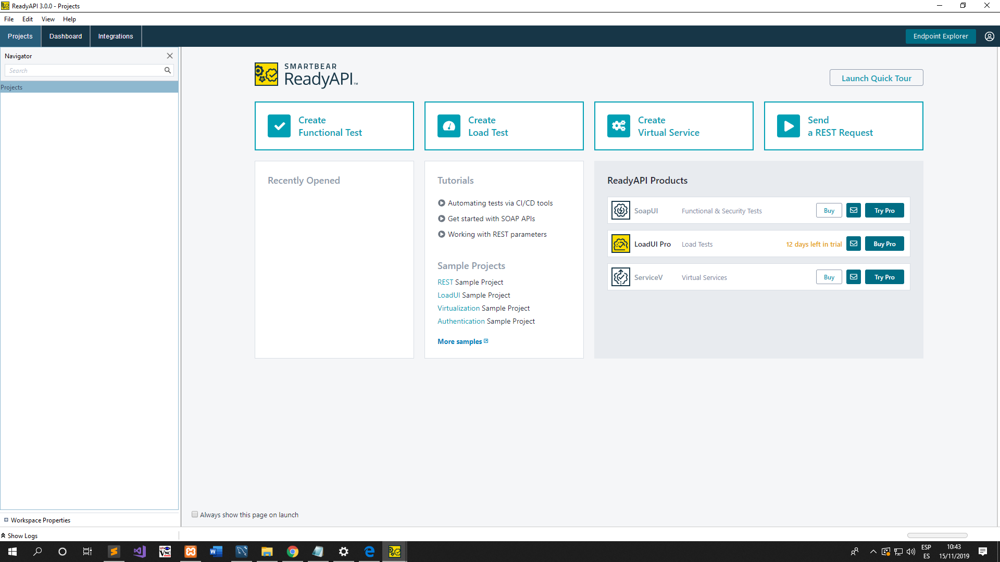 ReadyAPI 3.0.0 - Projects
File Edit View Help
Projects Dashboard Integrations
Endpoint Explorer
Navigator
Search
Projects
SMARTBEAR
ReadyAPI™
Launch Quick Tour
Create
Functional Test
Create
Load Test
Create
Virtual Service
Send
a REST Request
Recently Opened
Tutorials
Automating tests via CI/CD tools
Get started with SOAP APIs
Working with REST parameters
Sample Projects
REST Sample Project
LoadUI Sample Project
Virtualization Sample Project
Authentication Sample Project
More samples
ReadyAPI Products
SoapUI Functional & Security Tests Buy Try Pro
LoadUI Pro Load Tests 12 days left in trial Buy Pro
ServiceV Virtual Services Buy Try Pro
Always show this page on launch
Workspace Properties
Show Logs
ESP
ES
10:43
15/11/2019